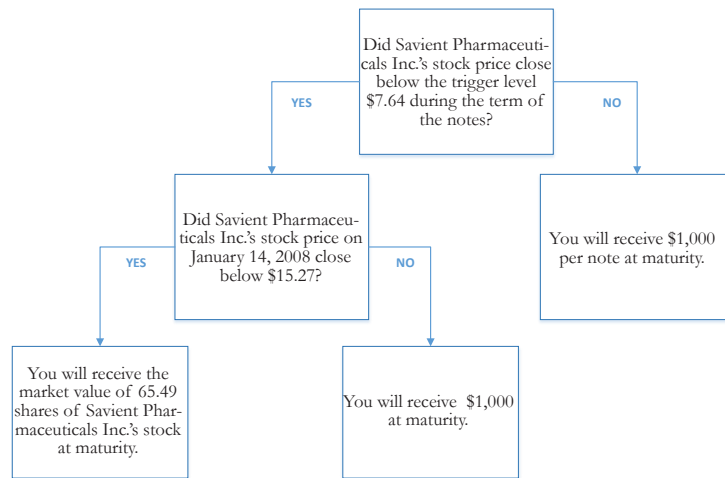 Did Savient Pharmaceuti-
cals Inc.'s stock price close
below the trigger level
$7.64 during the term of
the notes?
YES
NO
Did Savient Pharmaceu-
ticals Inc.'s stock price on
January 14, 2008 close
below $15.27?
You will receive $1,000
per note at maturity.
YES
NO
You will receive the
market value of 65.49
shares of Savient Phar-
maceuticals Inc.'s stock
at maturity.
You will receive $1,000
at maturity.